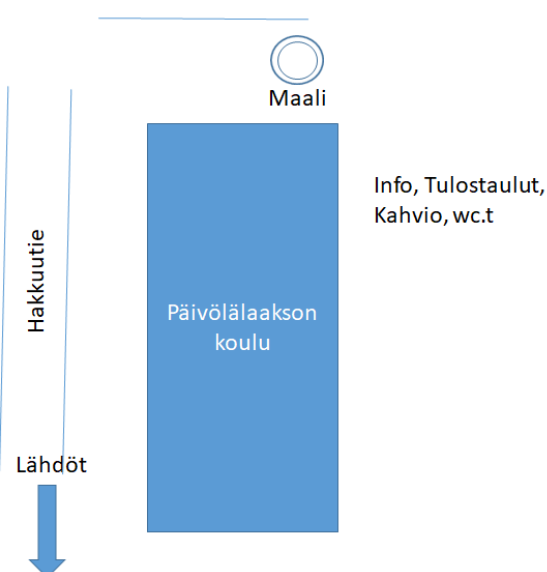 Maali
Info, Tulostaulut,
Kahvio, wc.t
Hakkuutie
Päivölälaakson
koulu
Lähdöt